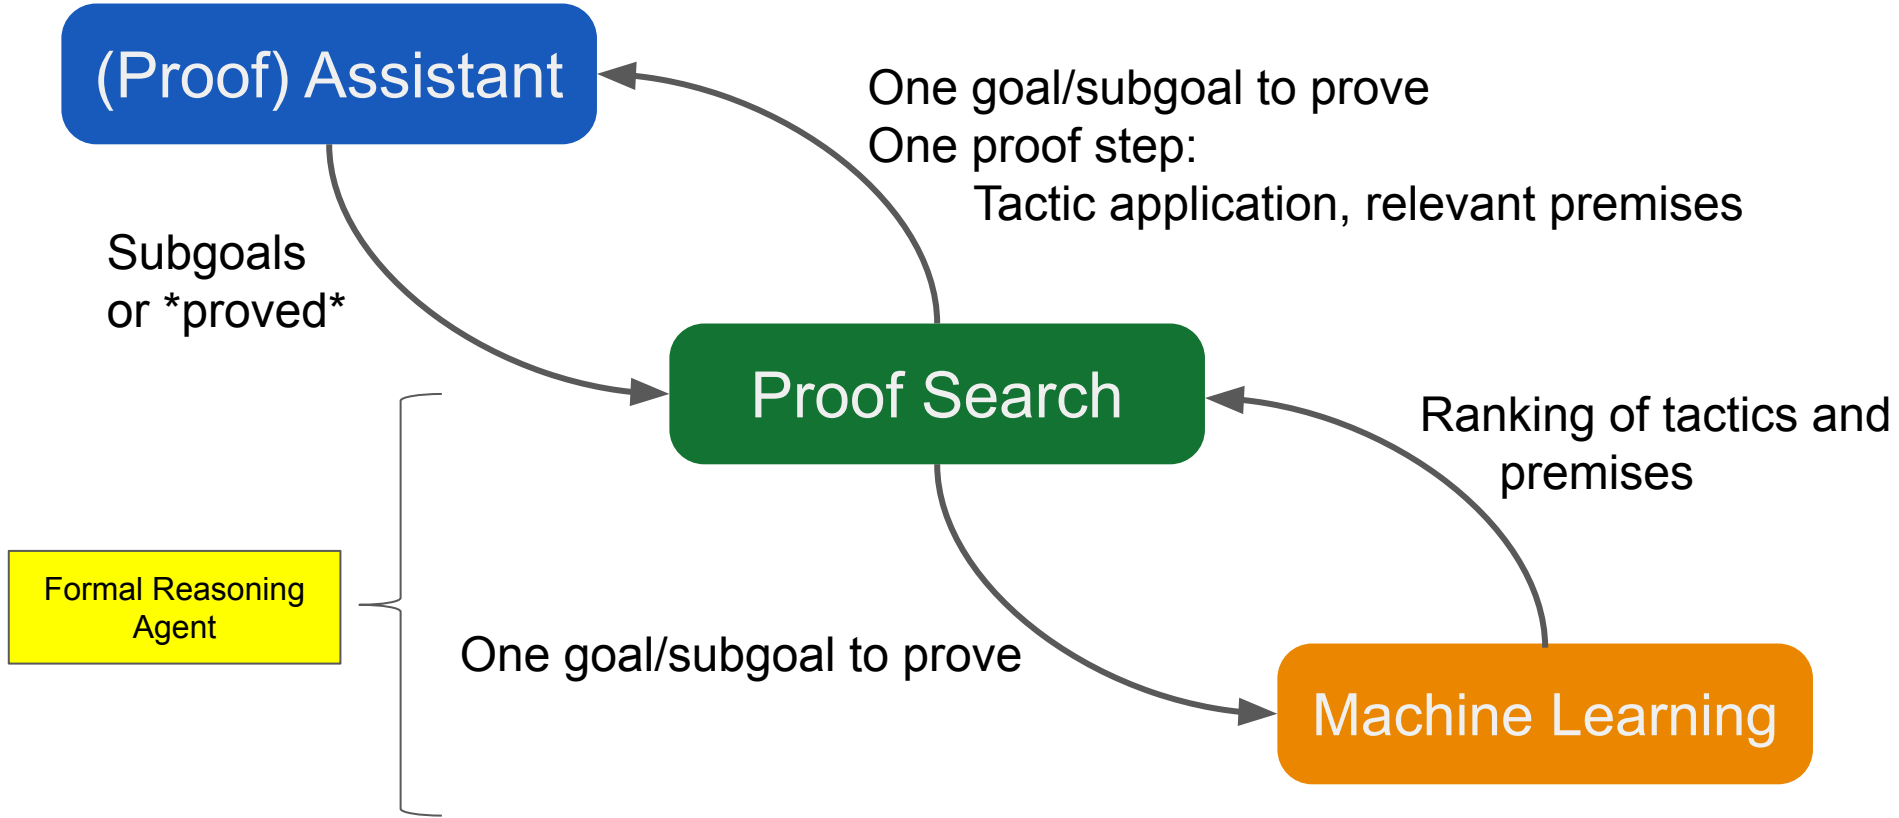 (Proof) Assistant
One goal/subgoal to prove
One proof step:
Tactic application, relevant premises
Subgoals
or *proved*
Proof Search
Ranking of tactics and
premises
Formal Reasoning
Agent
One goal/subgoal to prove
Machine Learning